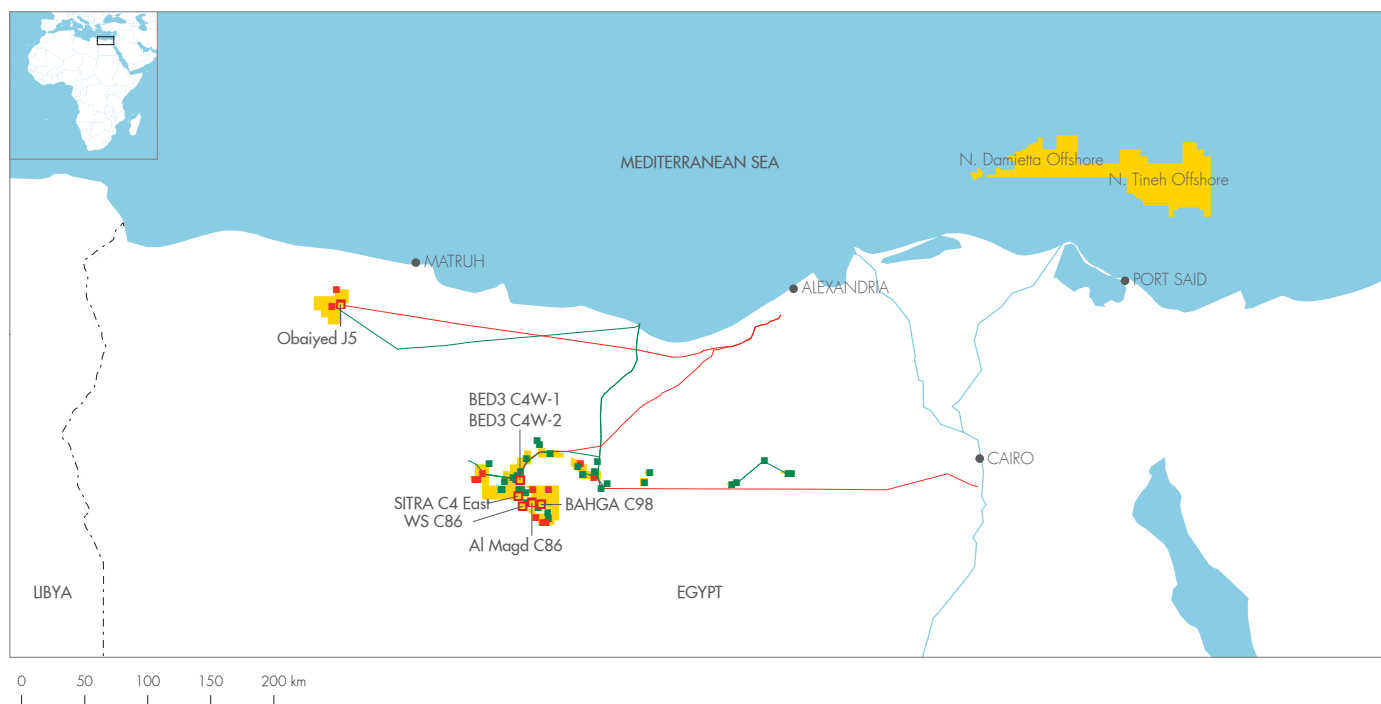 MEDITERRANEAN SEA
N. Damietta Offshore
N. Tineh Offshore
MATRUH
PORT SAID
ALEXANDRIA
Obaiyed J5
BED3 C4W-1
BED3 C4W-2
CAIRO
SITRA C4 East
BAHGA C98
WS C86
Al Magd C86
LIBYA
EGYPT
0 50 100 150 200 km